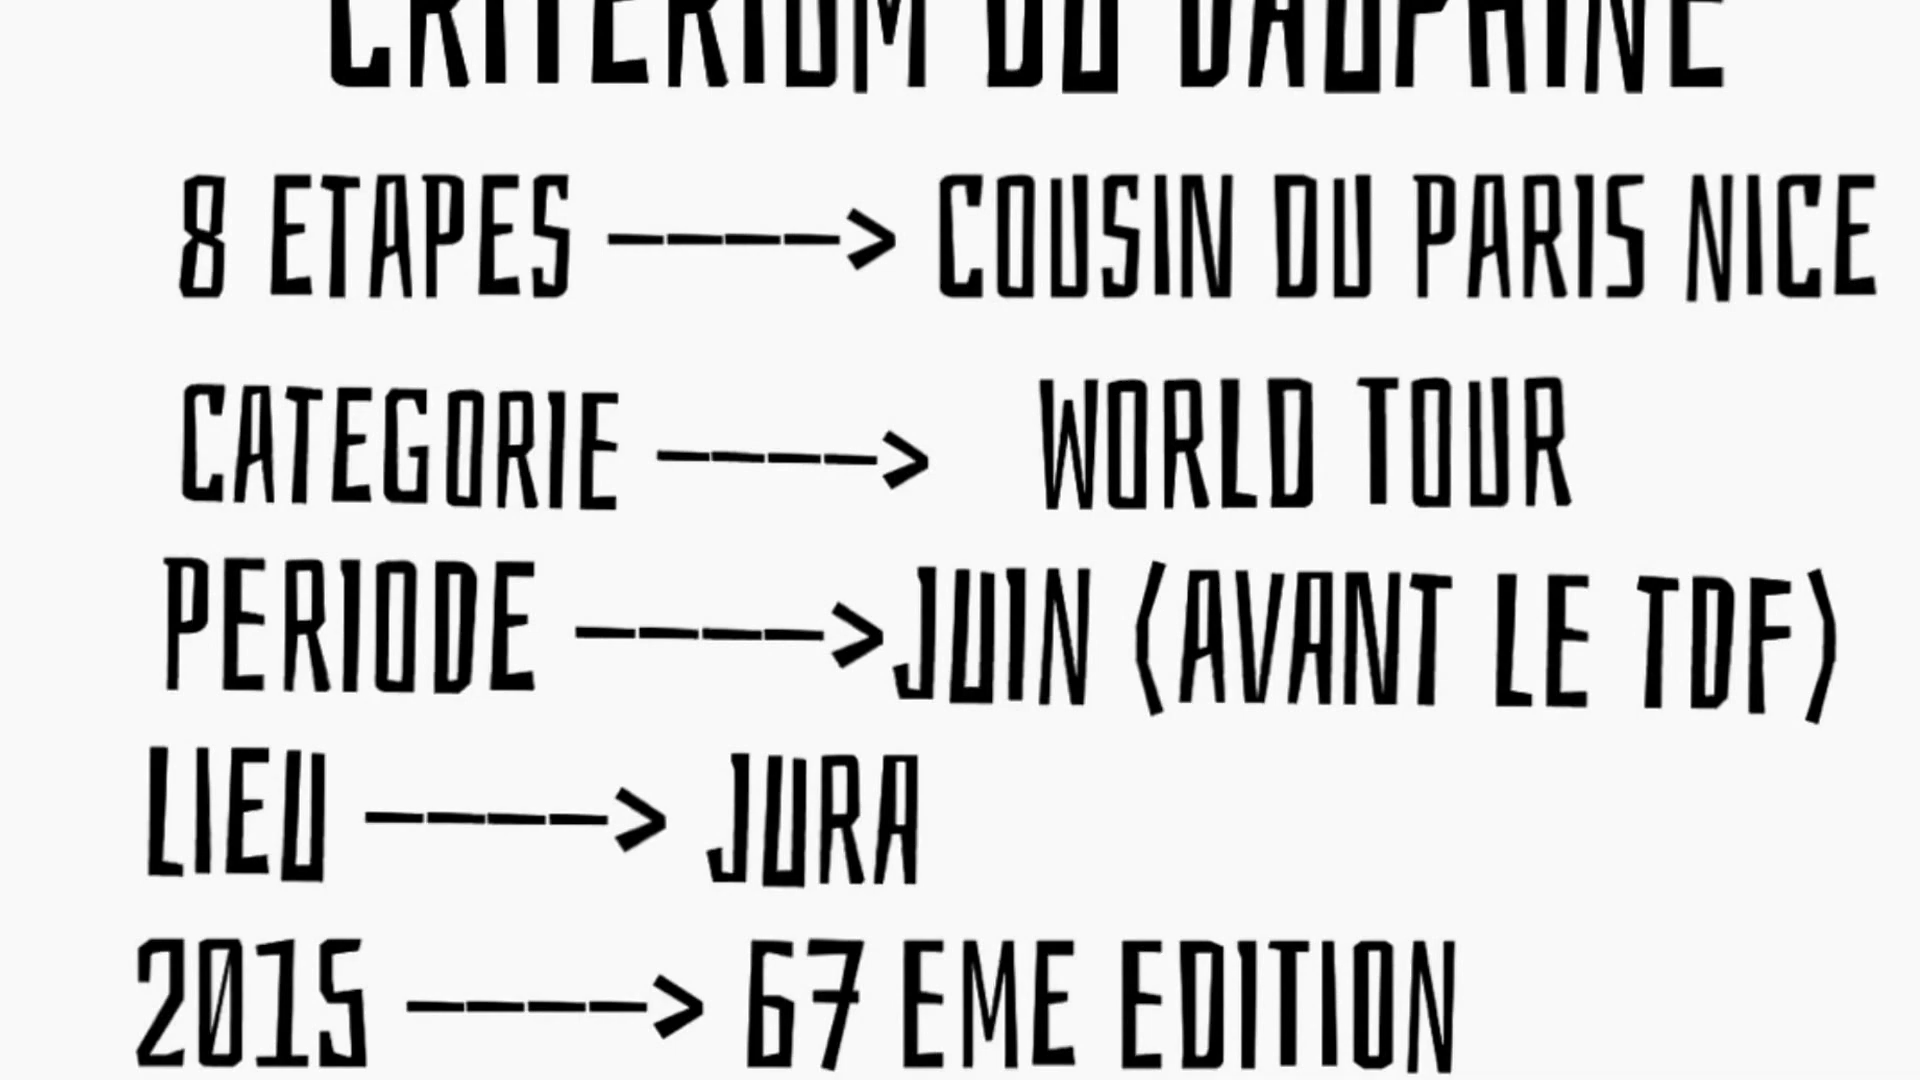 CRITERIUM DU DAUPHINE
8 ETAPES ----> COUSIN DU PARIS NICE
CATEGORIE ----> WORLD TOUR
PERIODE ---->JUIN (AVANT LE TDF)
LIEU ----> JURA
2015 ----> 67 EME EDITION